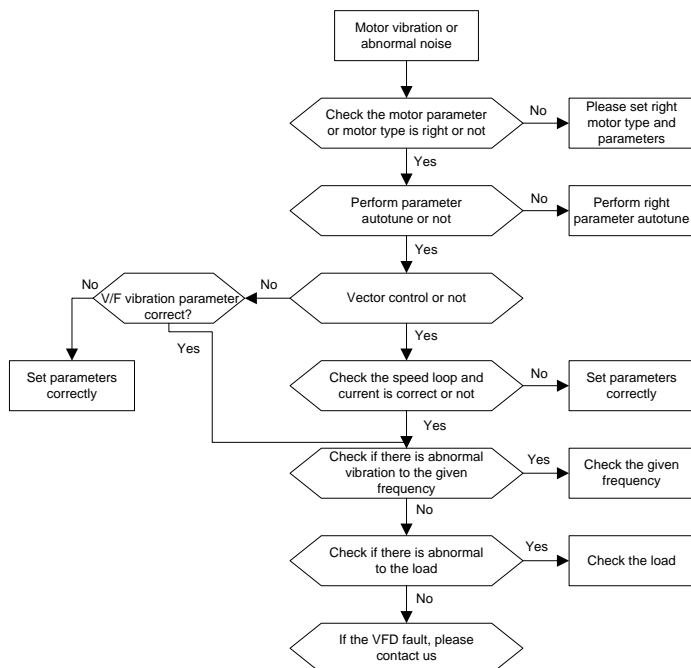 Motor vibration or
abnormal noise
Check the motor parameter
or motor type is right or not
No
Please set right
motor type and
parameters
Yes
Perform parameter
autotune or not
No
Perform right
parameter autotune
Yes
No
V/F vibration parameter
correct?
No
Vector control or not
Yes
Yes
Set parameters
correctly
Check the speed loop and
current is correct or not
No
Set parameters
correctly
Yes
Check if there is abnormal
vibration to the given
frequency
Yes
Check the given
frequency
No
Check if there is abnormal
to the load
Yes
Check the load
No
If the VFD fault, please
contact us